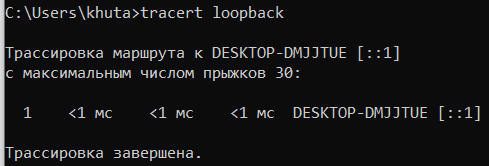 C:\Users\khuta>tracert loopback
Трассировка маршрута к DESKTOP-DMJJTUE [::1]
с максимальным числом прыжков 30:
1 <1 мс <1 мс <1 мс DESKTOP-DMJJTUE [::1]
Трассировка завершена.